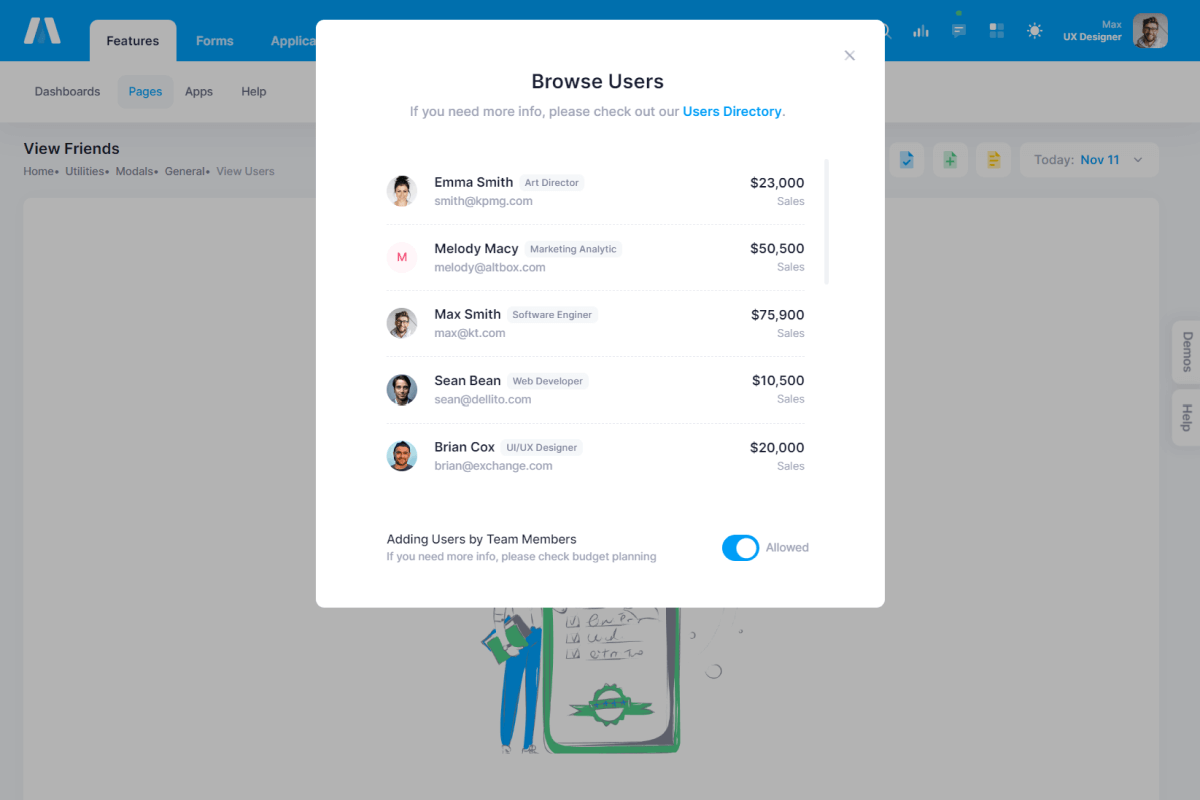 Features
Forms
Max
UX Designer
Dashboards
Pages
Apps
Help
View Friends
Home• Utilities• Modals• General• View Users
Today: Nov 11
Browse Users
If you need more info, please check out our Users Directory.
Emma Smith Art Director
$23,000
smith@kpmg.com
Sales
M
Melody Macy Marketing Analytic
$50,500
melody@altbox.com
Sales
Max Smith Software Enginer
$75,900
max@kt.com
Sales
Sean Bean Web Developer
$10,500
sean@dellito.com
Sales
Brian Cox UI/UX Designer
$20,000
brian@exchange.com
Sales
Adding Users by Team Members
If you need more info, please check budget planning
Allowed
Demos
Help